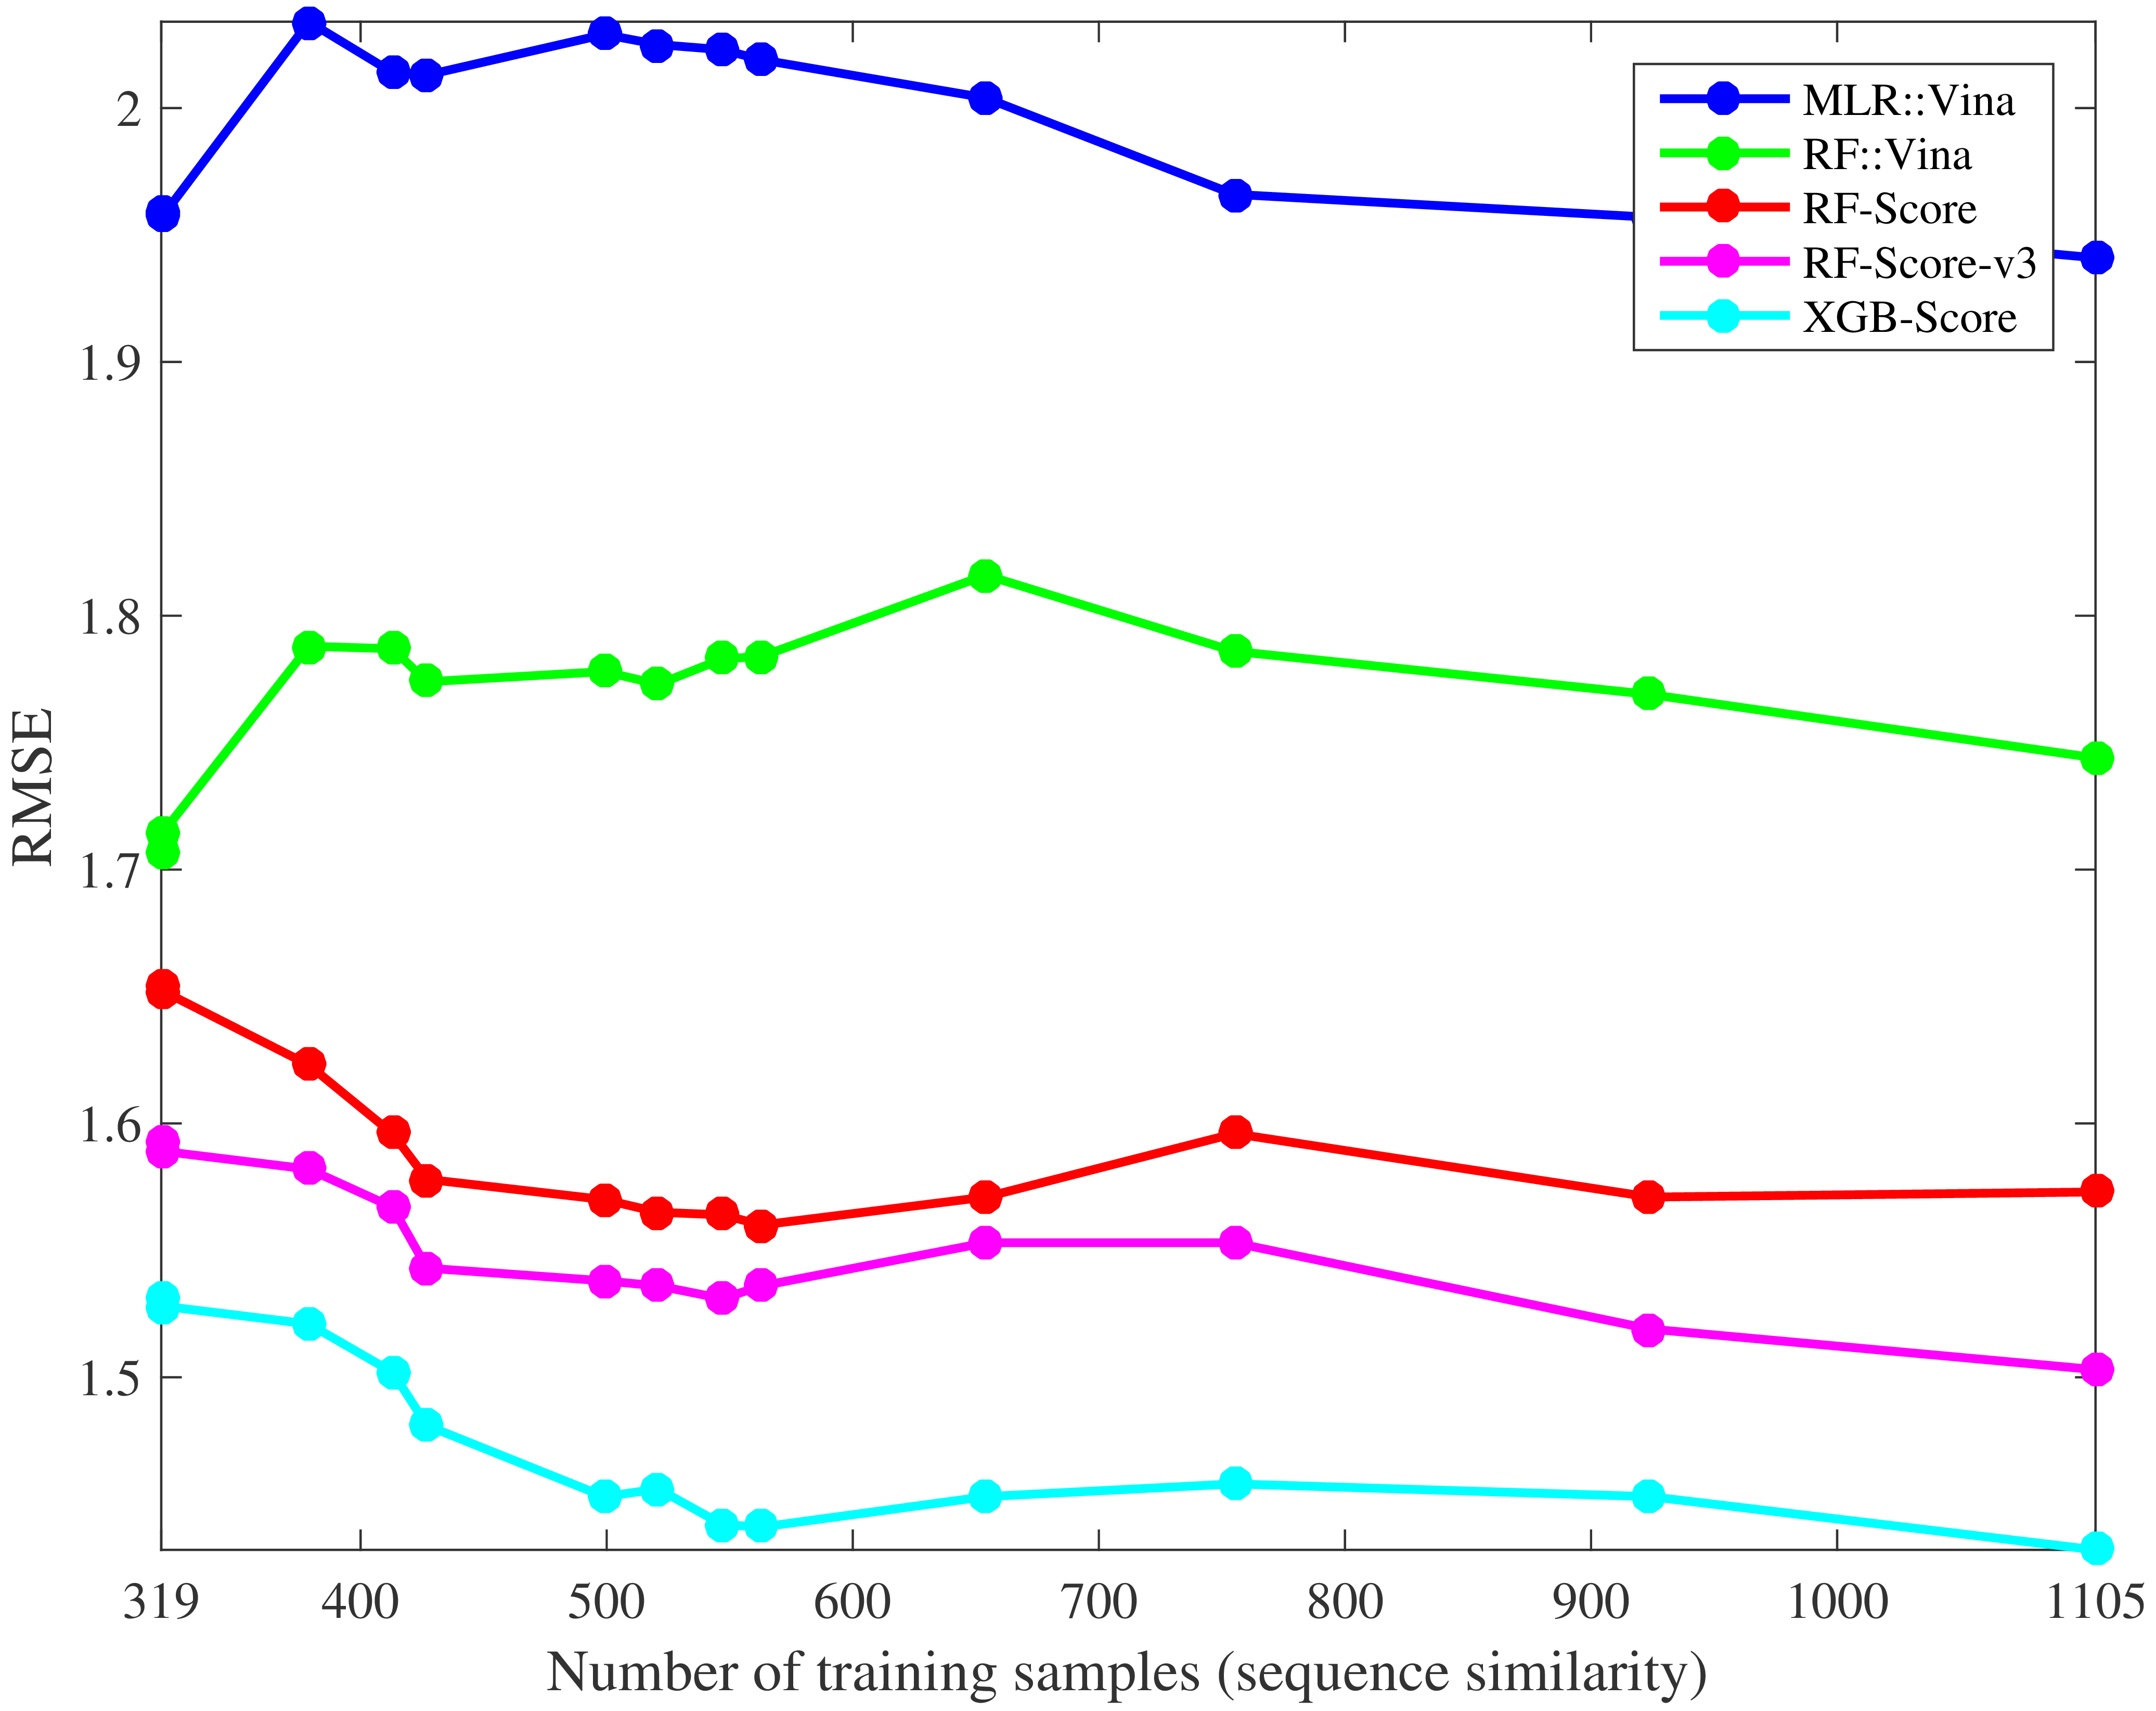 MLR::Vina
RF::Vina
RF-Score
RF-Score-v3
XGB-Score
2
1.9
1.8
1.7
1.6
1.5
RMSE
319 400 500 600 700 800 900 1000 1105
Number of training samples (sequence similarity)